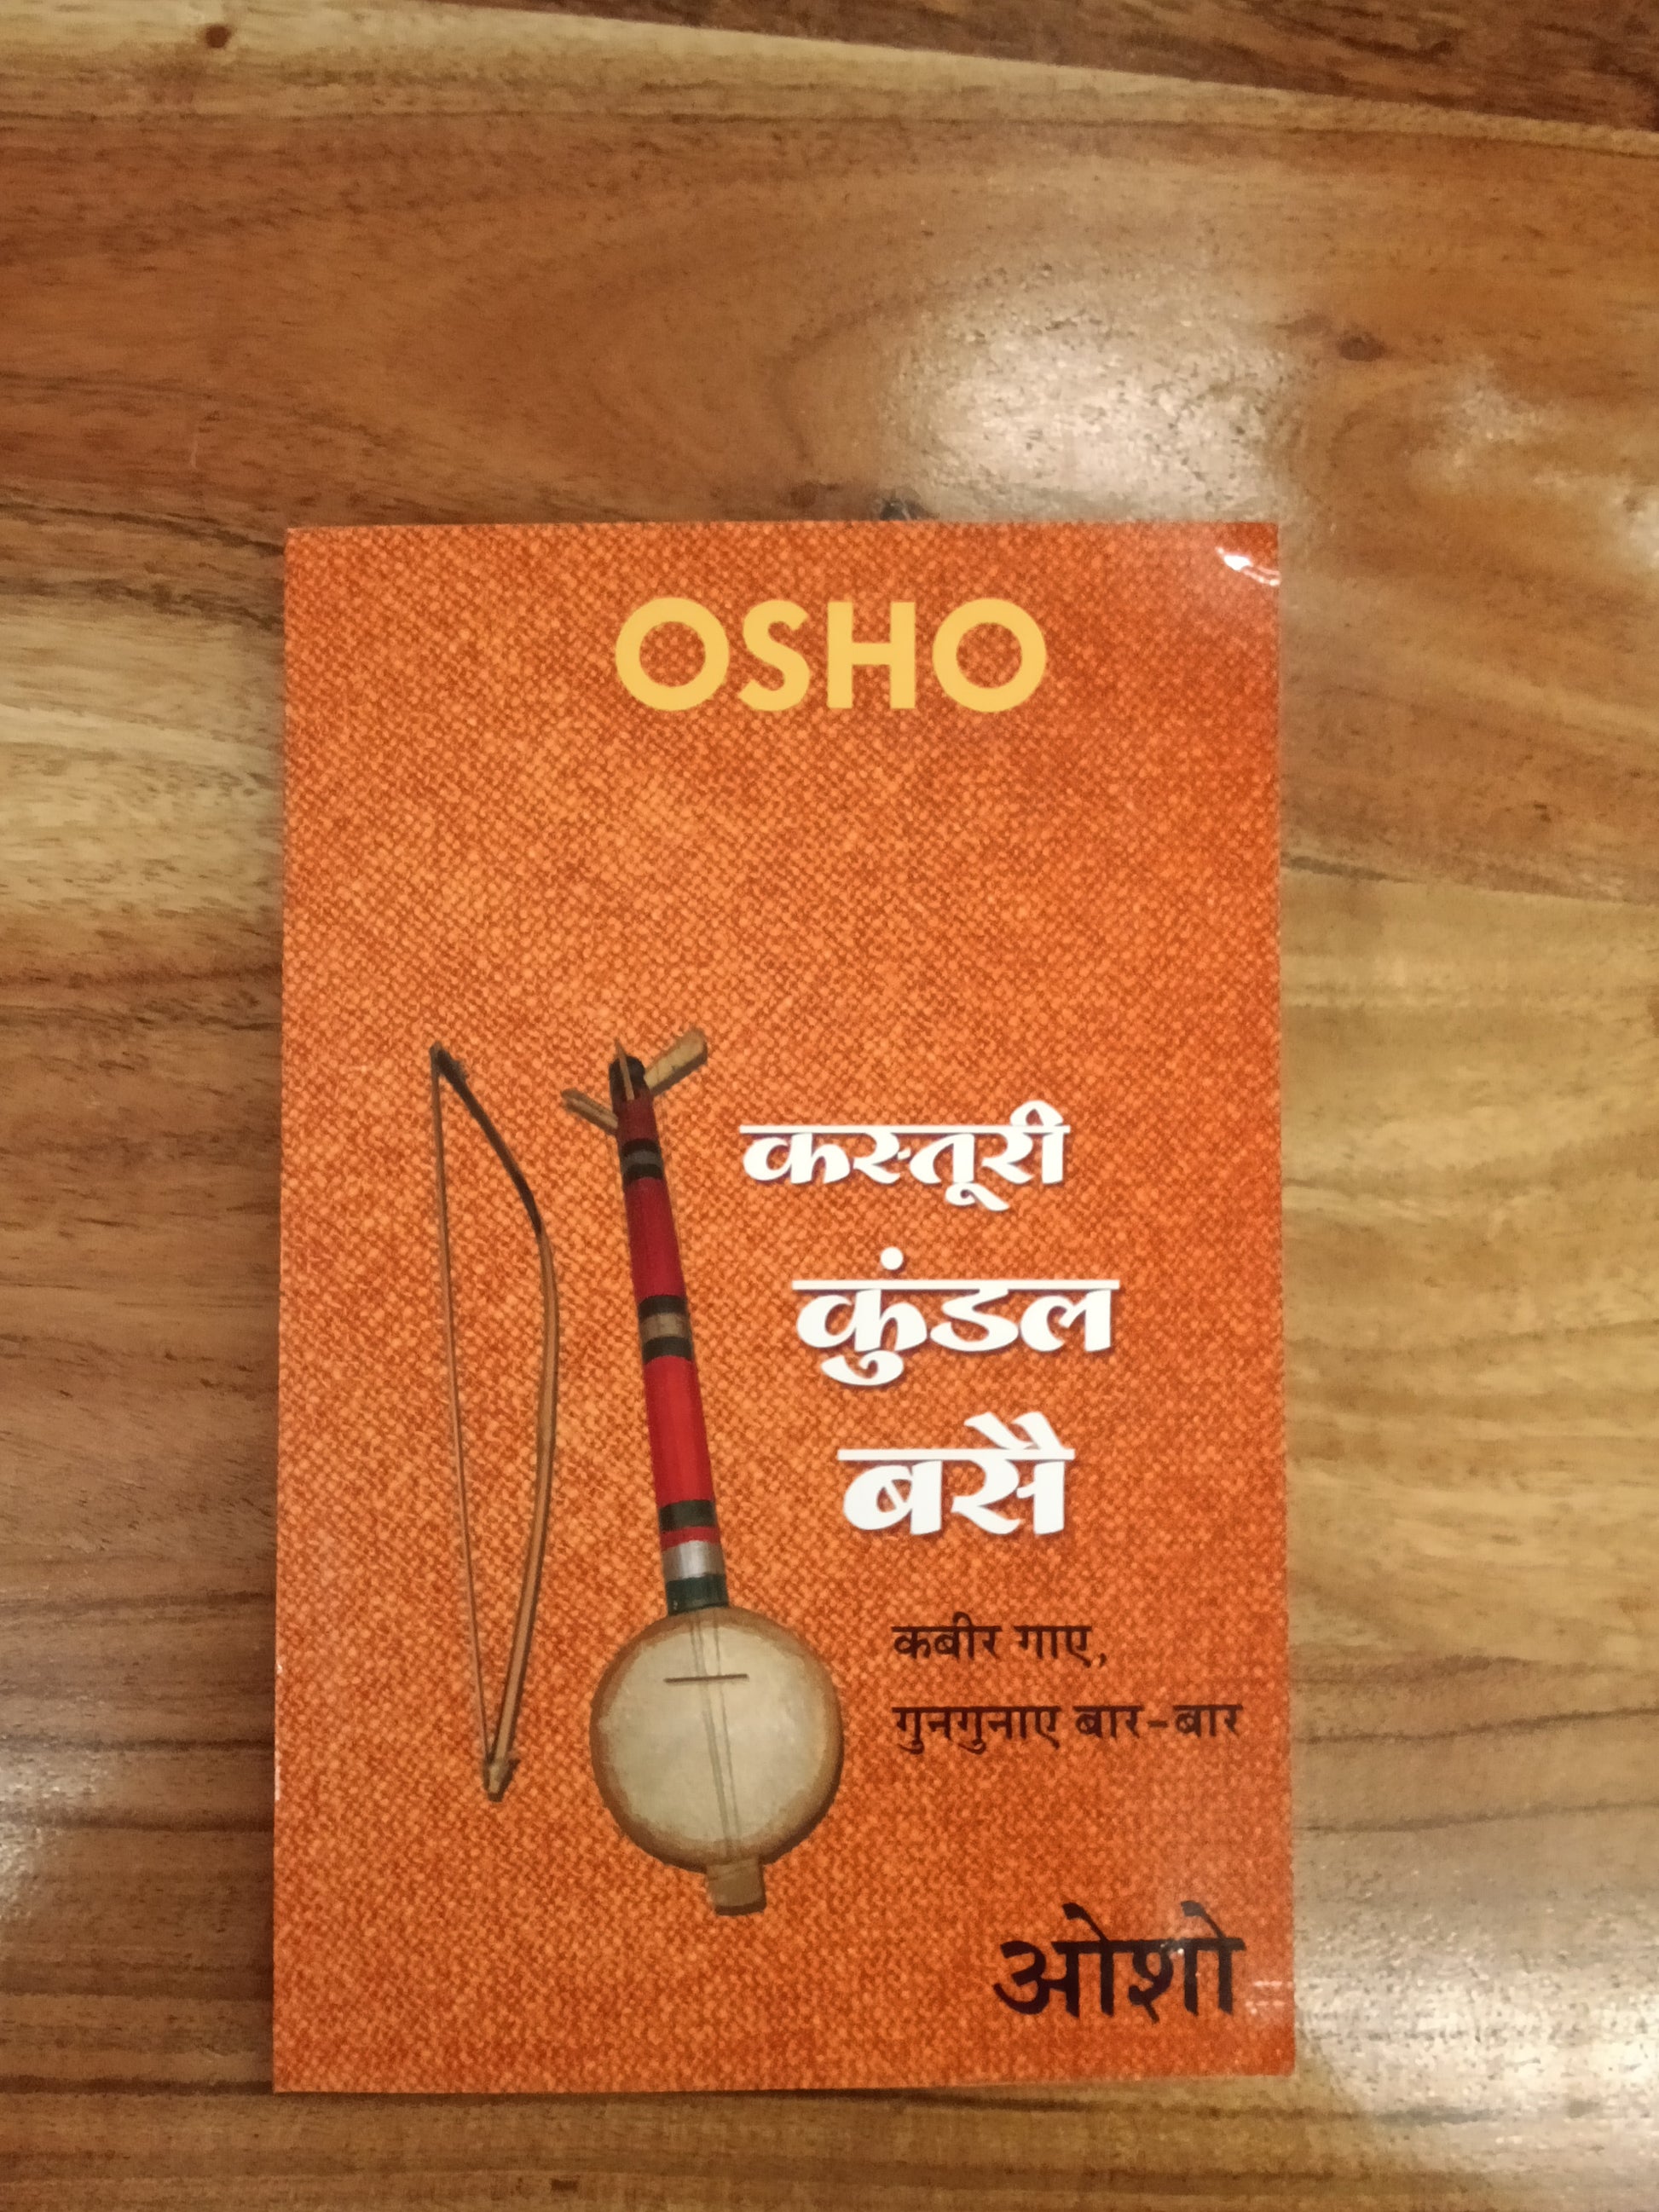 OSHO
कस्तूरी
कुंडल
बसै
कबीर गाए,
गुनगुनाए बार-बार
ओशो